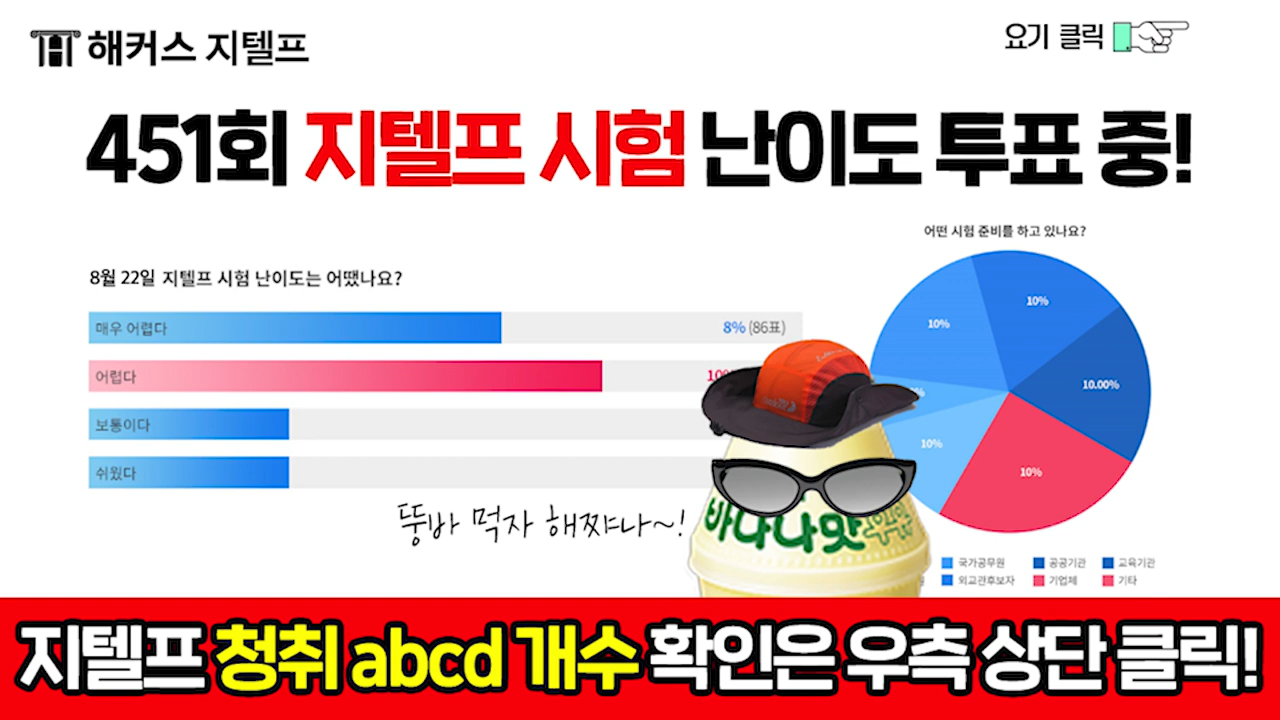 해커스 지텔프
요기 클릭
451회 지텔프 시험 난이도 투표 중!
어떤 시험 준비를 하고 있나요?
8월 22일 지텔프 시험 난이도는 어땠나요?
매우 어렵다
8% (86표)
어렵다
보통이다
쉬웠다
10%
10%
10.00%
10%
10%
뚱바 먹자 해쨔나~!
바나나맛
국가공무원 공공기관 교육기관
외교관후보자 기업체 기타
지텔프 청취 abcd 개수 확인은 우측 상단 클릭!